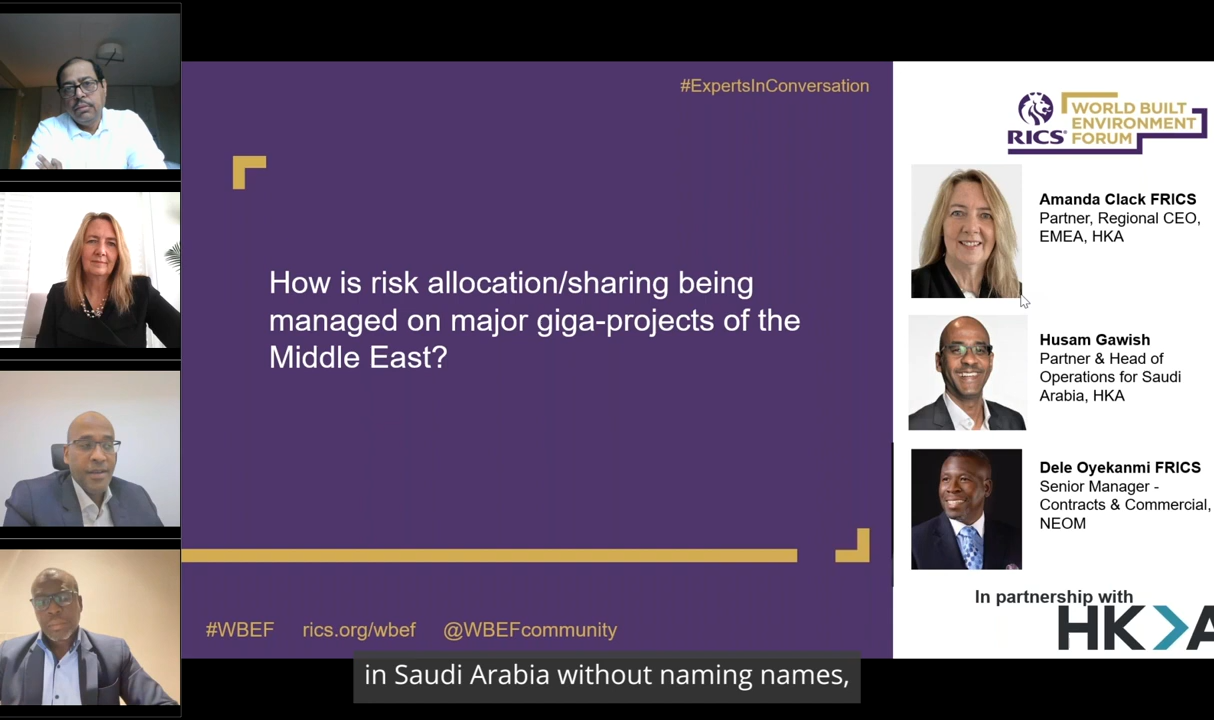 #ExpertsInConversation
How is risk allocation/sharing being
managed on major giga-projects of the
Middle East?
#WBEF rics.org/wbef @WBEFcommunity
RICS WORLD BUILT
ENVIRONMENT
FORUM
Amanda Clack FRICS
Partner, Regional CEO,
EMEA, HKA
Husam Gawish
Partner & Head of
Operations for Saudi
Arabia, HKA
Dele Oyekanmi FRICS
Senior Manager -
Contracts & Commercial,
NEOM
In partnership with
HKA
in Saudi Arabia without naming names,